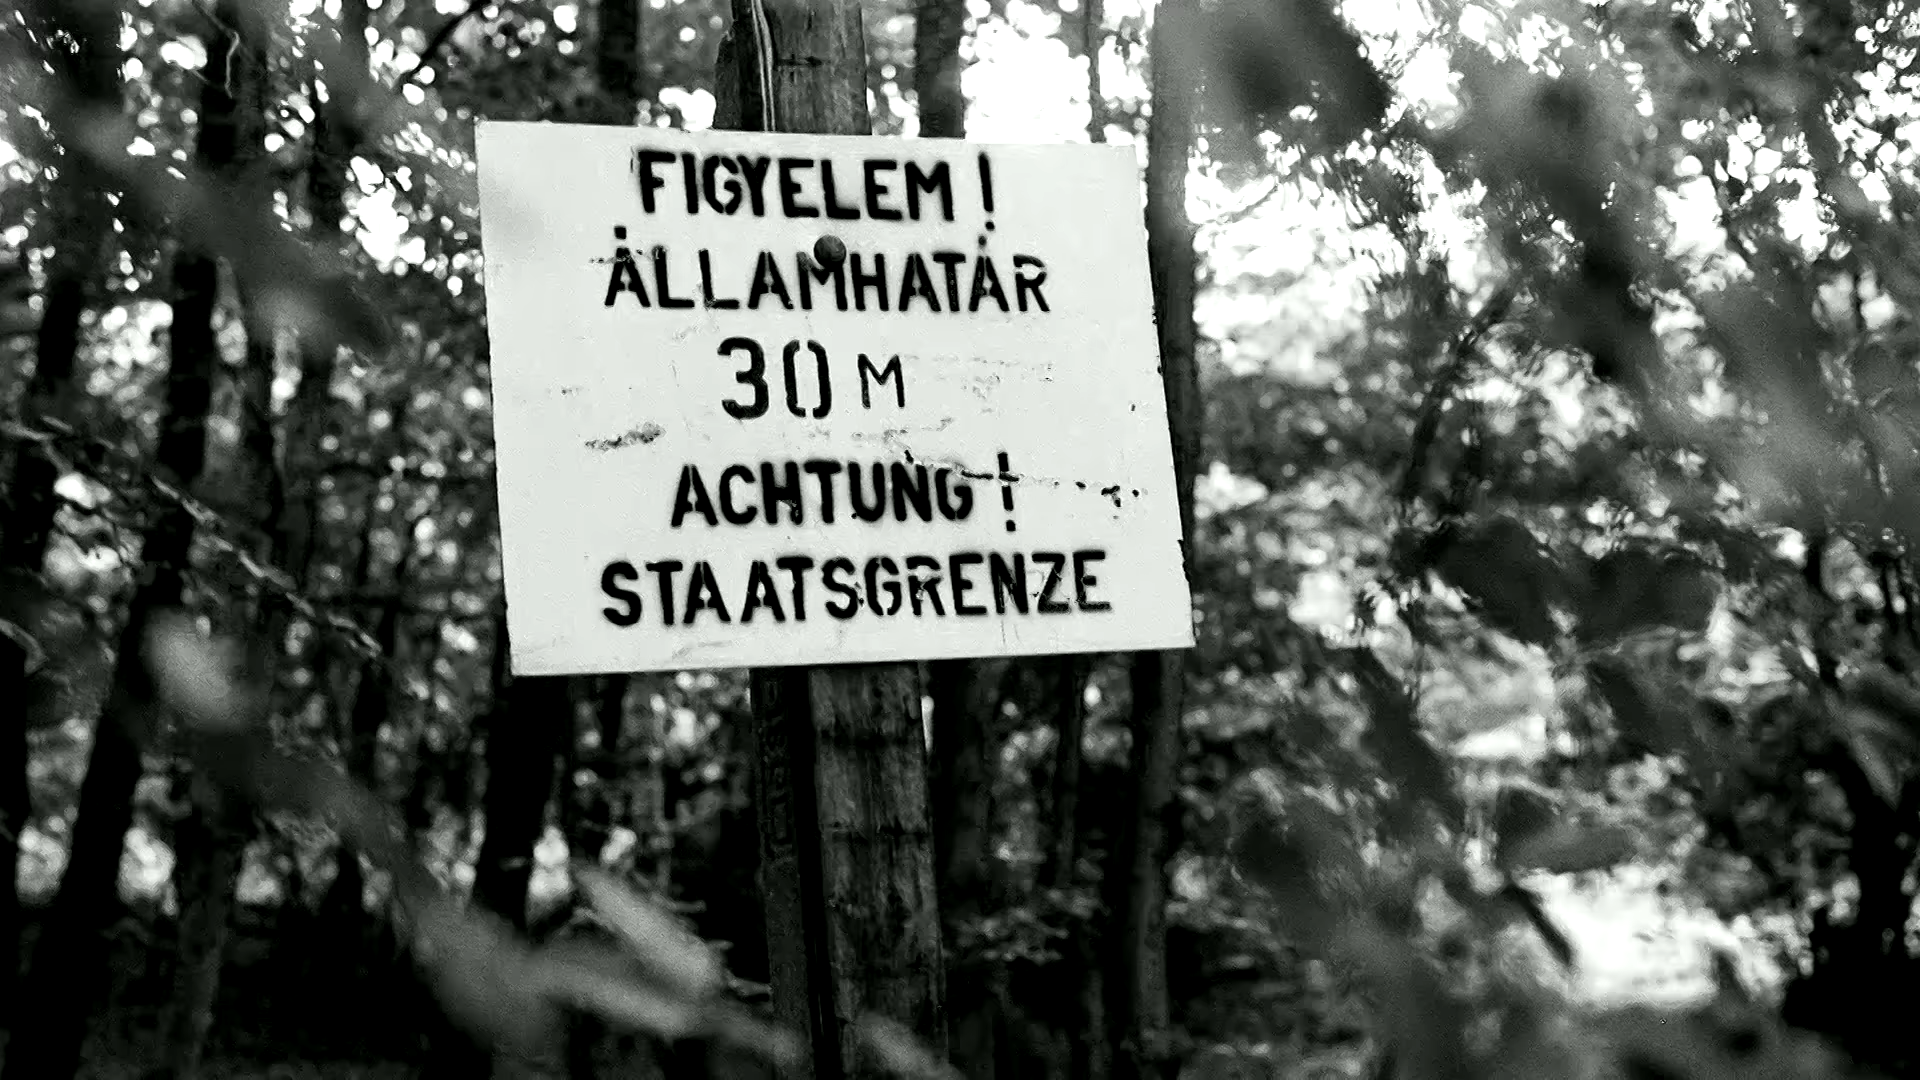 FIGYELEM!
ÁLLAMHATÁR
30 M
ACHTUNG!
STAATSGRENZE